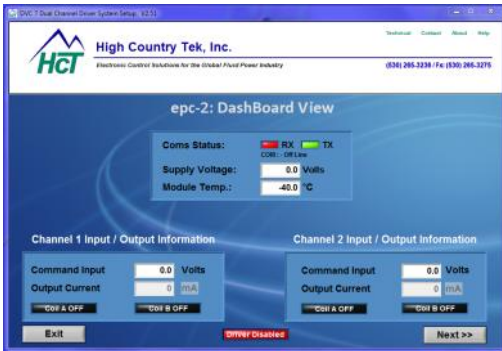 DVC 7 Dual Channel Driver System Setup V2.51
Technical Contact About Help
HCT
High Country Tek, Inc.
Electronic Control Solutions for the Global Fluid Power Industry
(530) 265-3236 / Fx: (530) 265-3275
epc-2: DashBoard View
Coms Status: RX TX
COM: - Off Line
Supply Voltage: 0.0 Volts
Module Temp.: -40.0 °C
Channel 1 Input / Output Information
Command Input 0.0 Volts
Output Current 0 mA
Coil A OFF Coil B OFF
Channel 2 Input / Output Information
Command Input 0.0 Volts
Output Current 0 mA
Coil A OFF Coil B OFF
Exit
Driver Disabled
Next >>